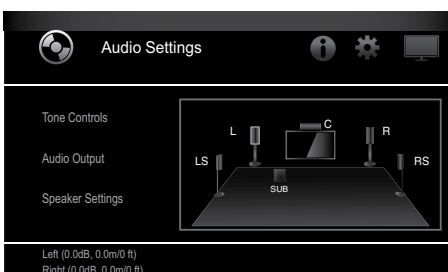 Audio Settings
Tone Controls
Audio Output
Speaker Settings
L
C
R
LS
RS
SUB
Left (0.0dB, 0.0m/0 ft)
Right (0.0dB, 0.0m/0 ft)